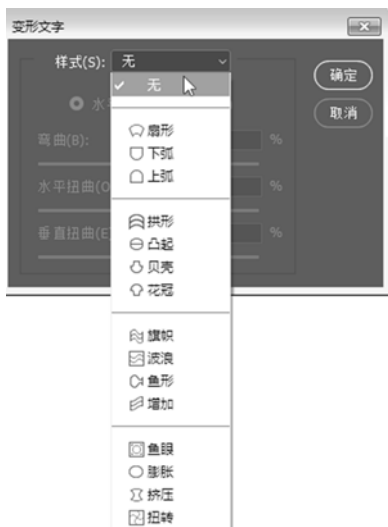 变形文字
样式(S): 无
确定
无
取消
水
弯曲(B): %
扇形
下弧
水平扭曲(O %
上弧
拱形
垂直扭曲(E %
凸起
贝壳
花冠
旗帜
波浪
鱼形
增加
鱼眼
膨胀
挤压
扭转